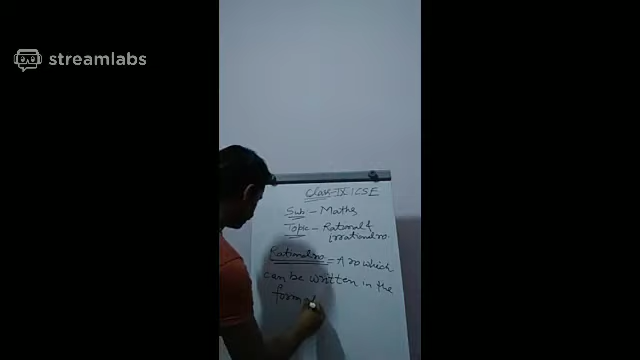 streamlabs
Class-IX ICSE
Sub - Maths
Topic - Rational &
Irrational no.
Rational no = A no which
can be written in the
form of